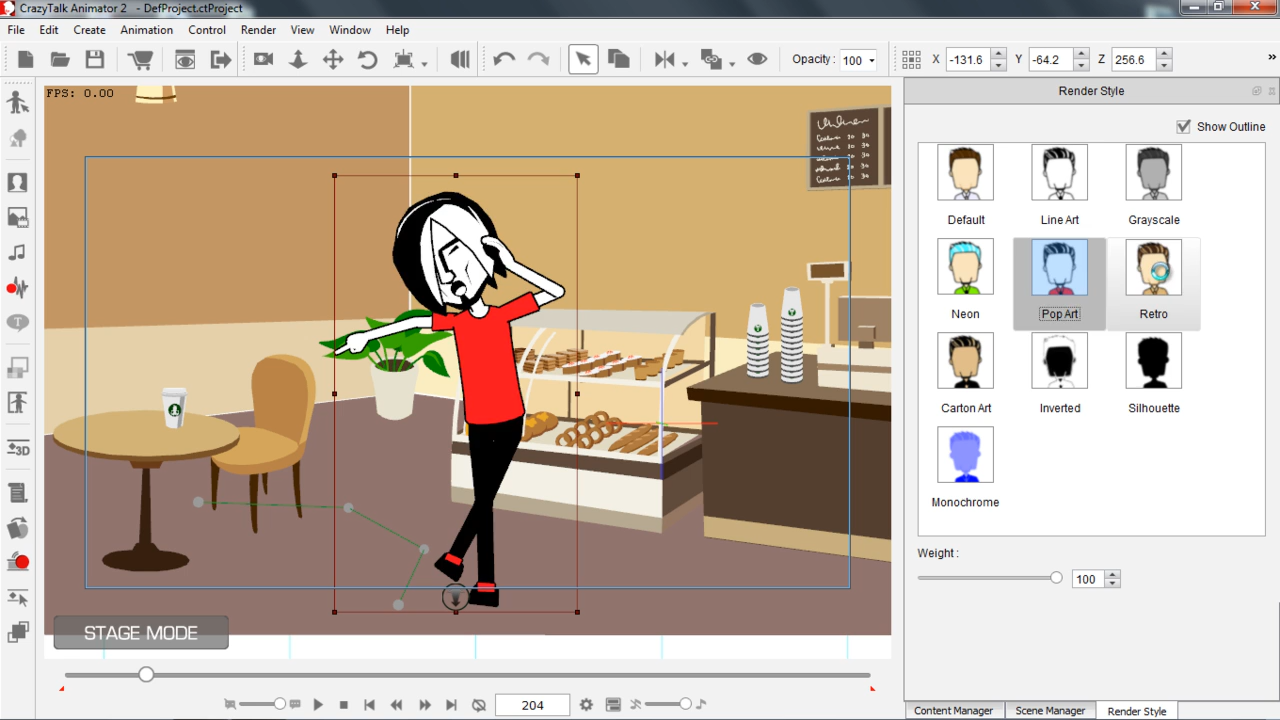 CrazyTalk Animator 2 - DefProject.ctProject
File Edit Create Animation Control Render View Window Help
Opacity : 100
X -131.6 Y -64.2 Z 256.6
»
FPS: 0.00
Render Style
Show Outline
Default
Line Art
Grayscale
Neon
Pop Art
Retro
Carton Art
Inverted
Silhouette
Monochrome
Weight :
100
3D
STAGE MODE
204
Content Manager
Scene Manager
Render Style